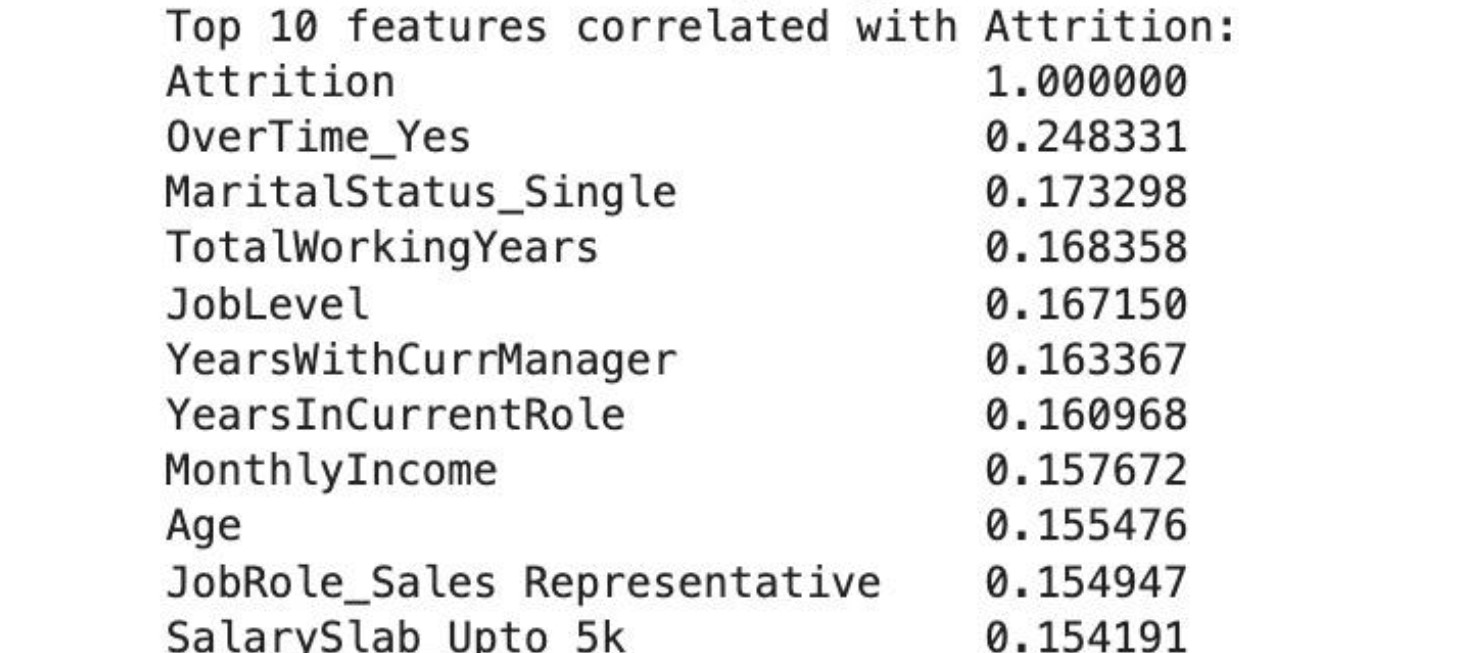 Top 10 features correlated with Attrition:
Attrition 1.000000
OverTime_Yes 0.248331
MaritalStatus_Single 0.173298
TotalWorkingYears 0.168358
JobLevel 0.167150
YearsWithCurrManager 0.163367
YearsInCurrentRole 0.160968
MonthlyIncome 0.157672
Age 0.155476
JobRole_Sales Representative 0.154947
SalarySlab_Upto 5k 0.154191